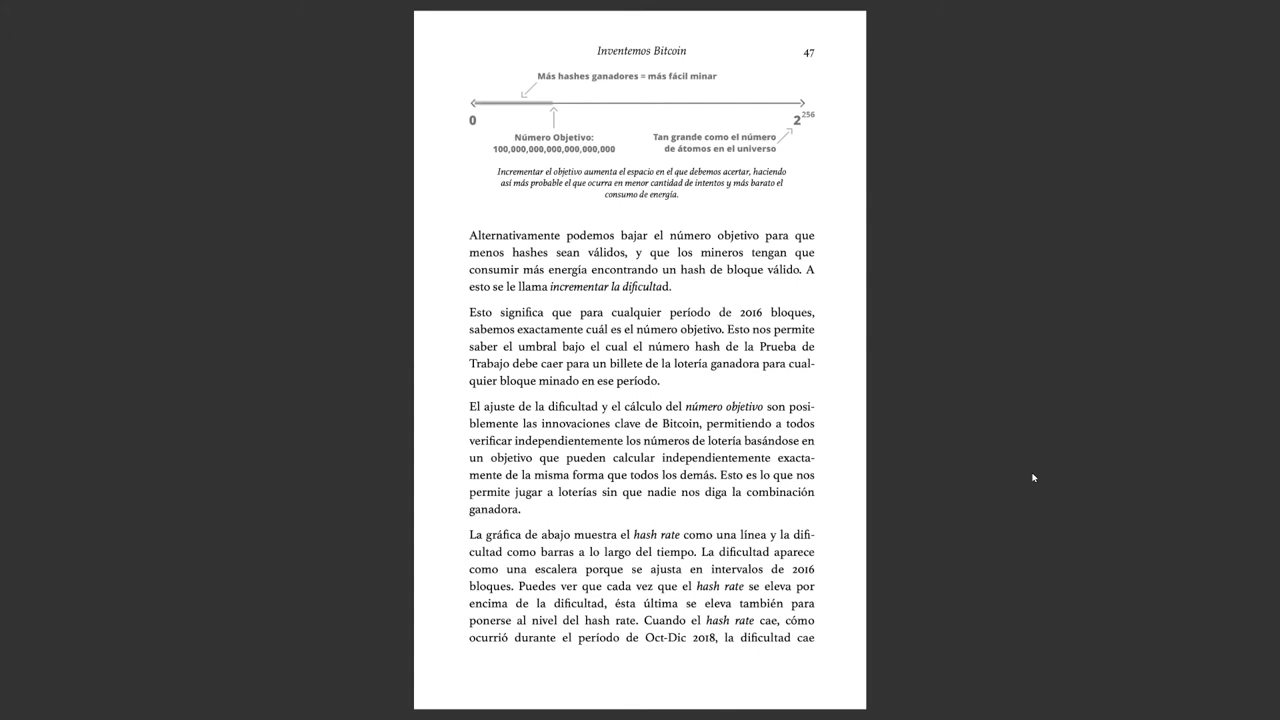 Inventemos Bitcoin 47
Más hashes ganadores = más fácil minar
0 2^256
Número Objetivo:
100,000,000,000,000,000,000
Tan grande como el número
de átomos en el universo
Incrementar el objetivo aumenta el espacio en el que debemos acertar, haciendo
así más probable el que ocurra en menor cantidad de intentos y más barato el
consumo de energía.
Alternativamente podemos bajar el número objetivo para que
menos hashes sean válidos, y que los mineros tengan que
consumir más energía encontrando un hash de bloque válido. A
esto se le llama incrementar la dificultad.
Esto significa que para cualquier período de 2016 bloques,
sabemos exactamente cuál es el número objetivo. Esto nos permite
saber el umbral bajo el cual el número hash de la Prueba de
Trabajo debe caer para un billete de la lotería ganadora para cual-
quier bloque minado en ese período.
El ajuste de la dificultad y el cálculo del número objetivo son posi-
blemente las innovaciones clave de Bitcoin, permitiendo a todos
verificar independientemente los números de lotería basándose en
un objetivo que pueden calcular independientemente exacta-
mente de la misma forma que todos los demás. Esto es lo que nos
permite jugar a loterías sin que nadie nos diga la combinación
ganadora.
La gráfica de abajo muestra el hash rate como una línea y la difi-
cultad como barras a lo largo del tiempo. La dificultad aparece
como una escalera porque se ajusta en intervalos de 2016
bloques. Puedes ver que cada vez que el hash rate se eleva por
encima de la dificultad, ésta última se eleva también para
ponerse al nivel del hash rate. Cuando el hash rate cae, cómo
ocurrió durante el período de Oct-Dic 2018, la dificultad cae